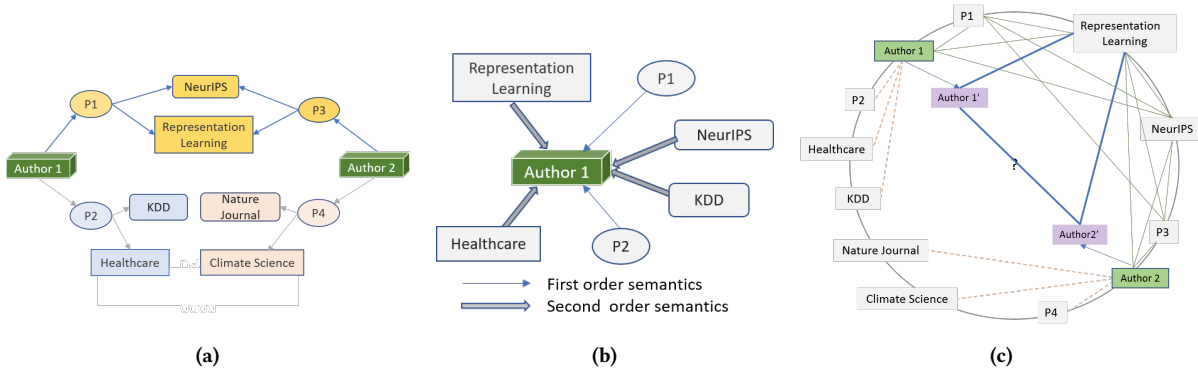 NeurIPS
P1
P3
Representation
Learning
Author 1
Author 2
P2
KDD
Nature
Journal
P4
Healthcare
Climate Science
(a)
Representation
Learning
P1
NeurIPS
Author 1
KDD
Healthcare
P2
First order semantics
Second order semantics
(b)
P1
Representation
Learning
Author 1
Author 1'
P2
NeurIPS
Healthcare
?
KDD
Author2'
P3
Nature Journal
Author 2
Climate Science
P4
(c)